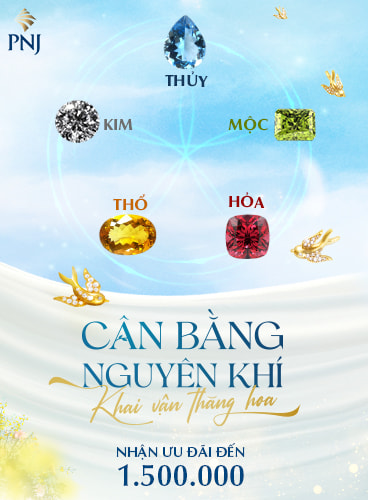 PNJ
THỦY
KIM
MỘC
THỔ
HỎA
CÂN BẰNG
NGUYÊN KHÍ
Khai vận thăng hoa
NHẬN ƯU ĐÃI ĐẾN
1.500.000